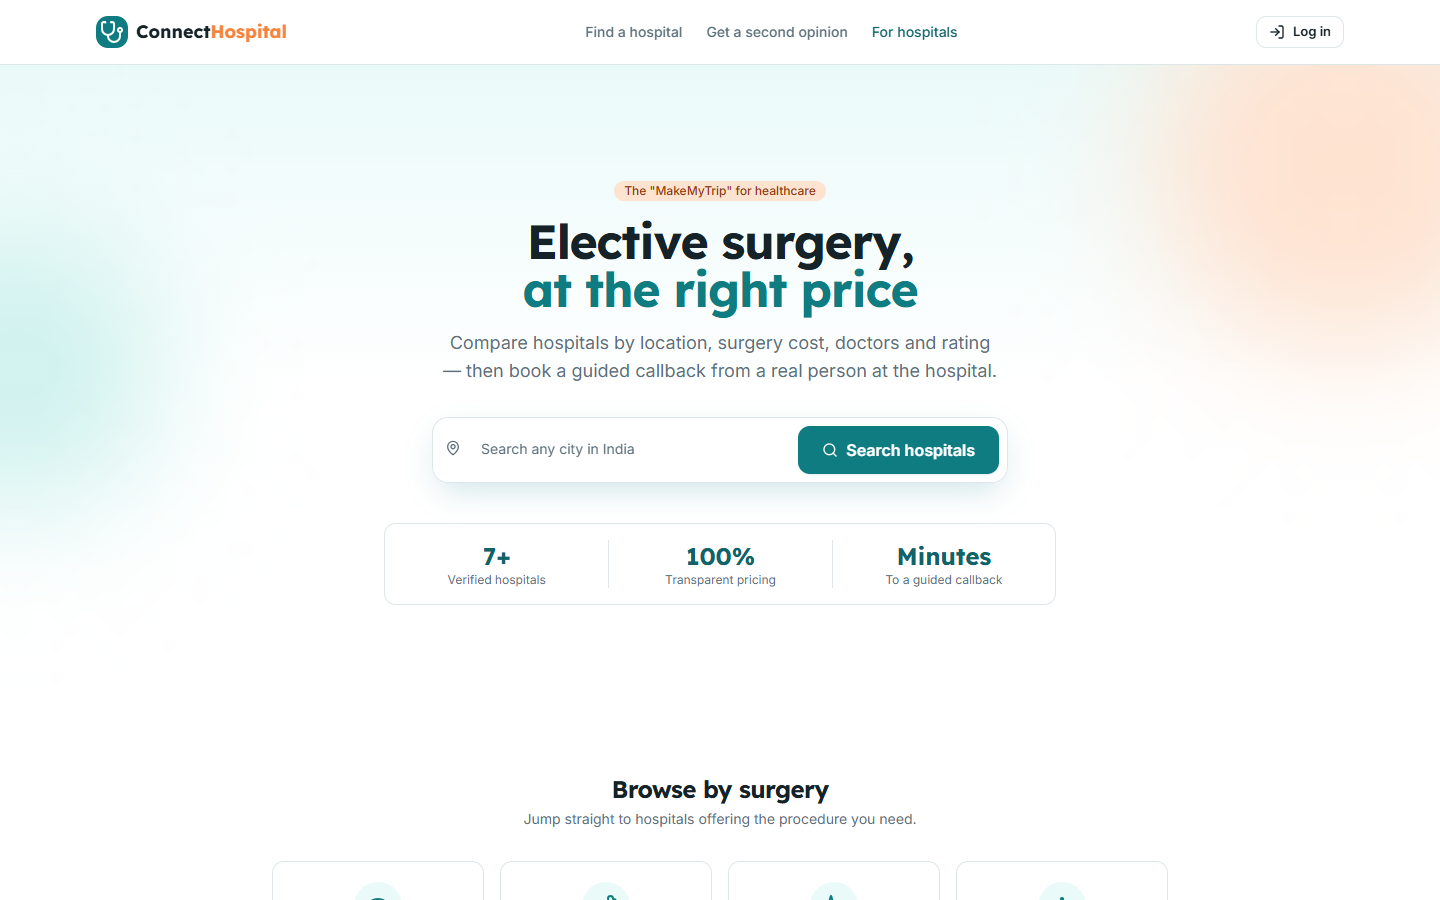 ConnectHospital
Find a hospital
Get a second opinion
For hospitals
Log in
The "MakeMyTrip" for healthcare
Elective surgery,
at the right price
Compare hospitals by location, surgery cost, doctors and rating
— then book a guided callback from a real person at the hospital.
Search any city in India
Search hospitals
7+
Verified hospitals
100%
Transparent pricing
Minutes
To a guided callback
Browse by surgery
Jump straight to hospitals offering the procedure you need.